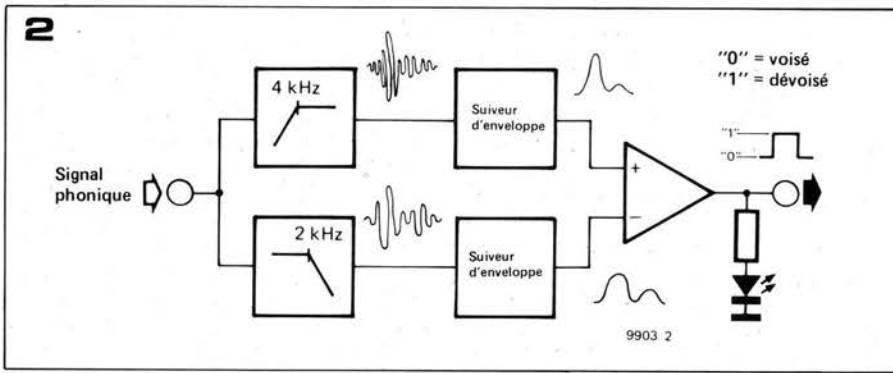 2
4 kHz
Suiveur
d'enveloppe
"0" = voisé
"1" = dévoisé
"1"
"0"
Signal
phonique
+
−
2 kHz
Suiveur
d'enveloppe
9903 2